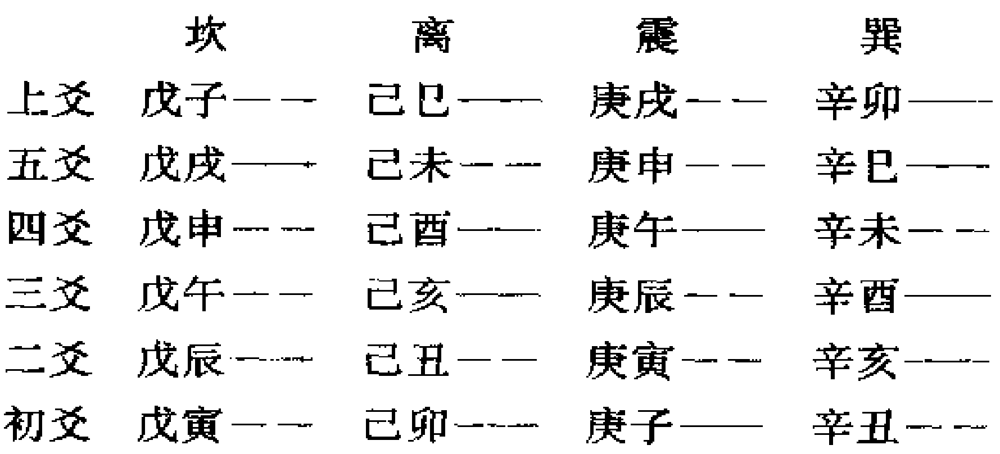 坎 离 震 巽
上爻 戊子— — 己巳—— 庚戌— — 辛卯——
五爻 戊戌—— 己未— — 庚申— — 辛巳——
四爻 戊申— — 己酉—— 庚午—— 辛未— —
三爻 戊午— — 己亥—— 庚辰— — 辛酉——
二爻 戊辰—— 己丑— — 庚寅— — 辛亥——
初爻 戊寅— — 己卯—— 庚子—— 辛丑— —